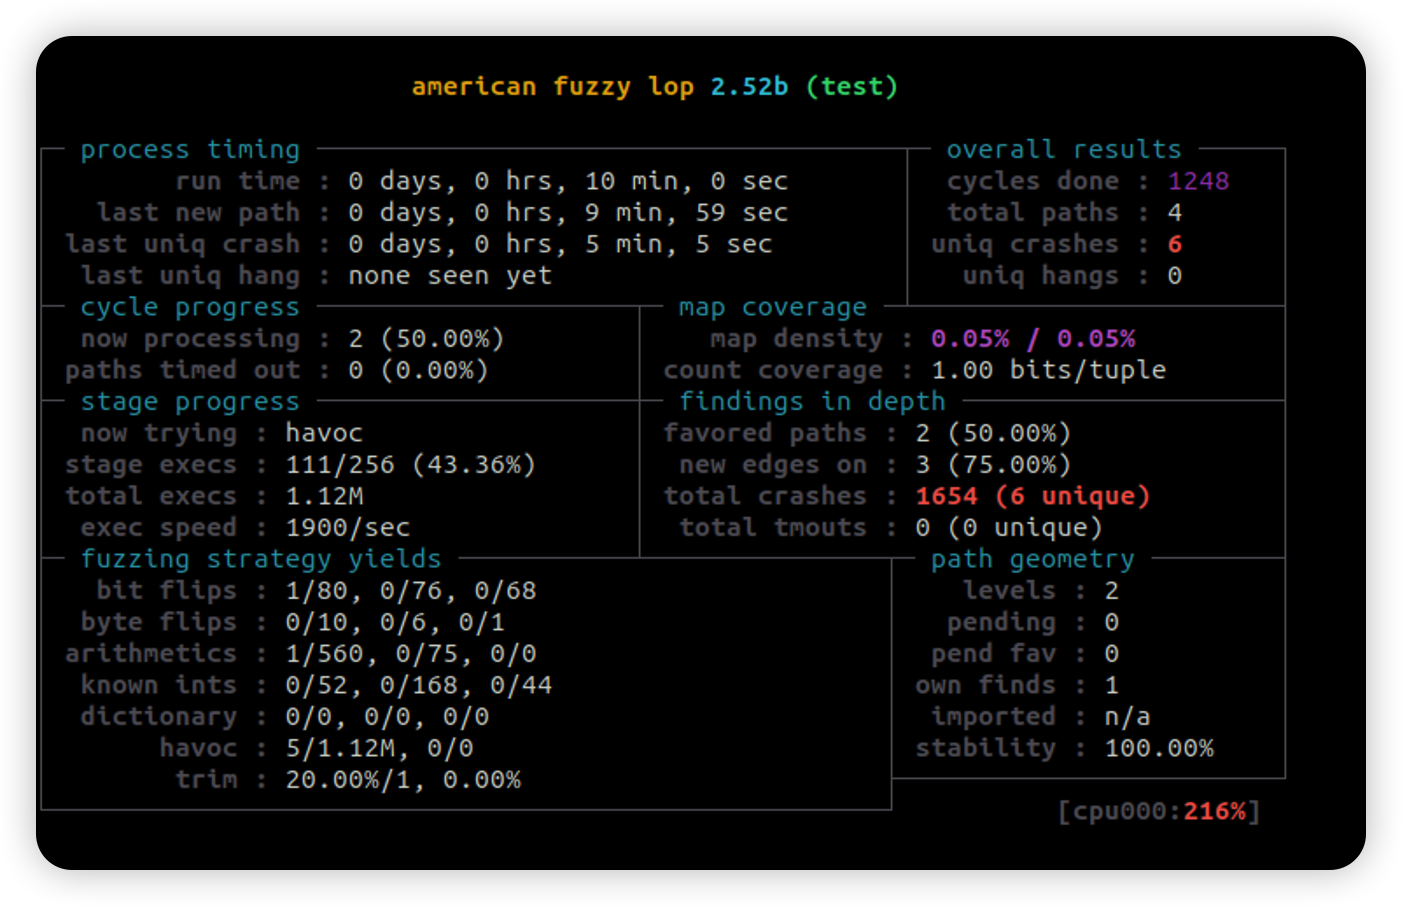 american fuzzy lop 2.52b (test)
process timing overall results
run time : 0 days, 0 hrs, 10 min, 0 sec cycles done : 1248
last new path : 0 days, 0 hrs, 9 min, 59 sec total paths : 4
last uniq crash : 0 days, 0 hrs, 5 min, 5 sec uniq crashes : 6
last uniq hang : none seen yet uniq hangs : 0
cycle progress map coverage
now processing : 2 (50.00%) map density : 0.05% / 0.05%
paths timed out : 0 (0.00%) count coverage : 1.00 bits/tuple
stage progress findings in depth
now trying : havoc favored paths : 2 (50.00%)
stage execs : 111/256 (43.36%) new edges on : 3 (75.00%)
total execs : 1.12M total crashes : 1654 (6 unique)
exec speed : 1900/sec total tmouts : 0 (0 unique)
fuzzing strategy yields path geometry
bit flips : 1/80, 0/76, 0/68 levels : 2
byte flips : 0/10, 0/6, 0/1 pending : 0
arithmetics : 1/560, 0/75, 0/0 pend fav : 0
known ints : 0/52, 0/168, 0/44 own finds : 1
dictionary : 0/0, 0/0, 0/0 imported : n/a
havoc : 5/1.12M, 0/0 stability : 100.00%
trim : 20.00%/1, 0.00%
[cpu000:216%]